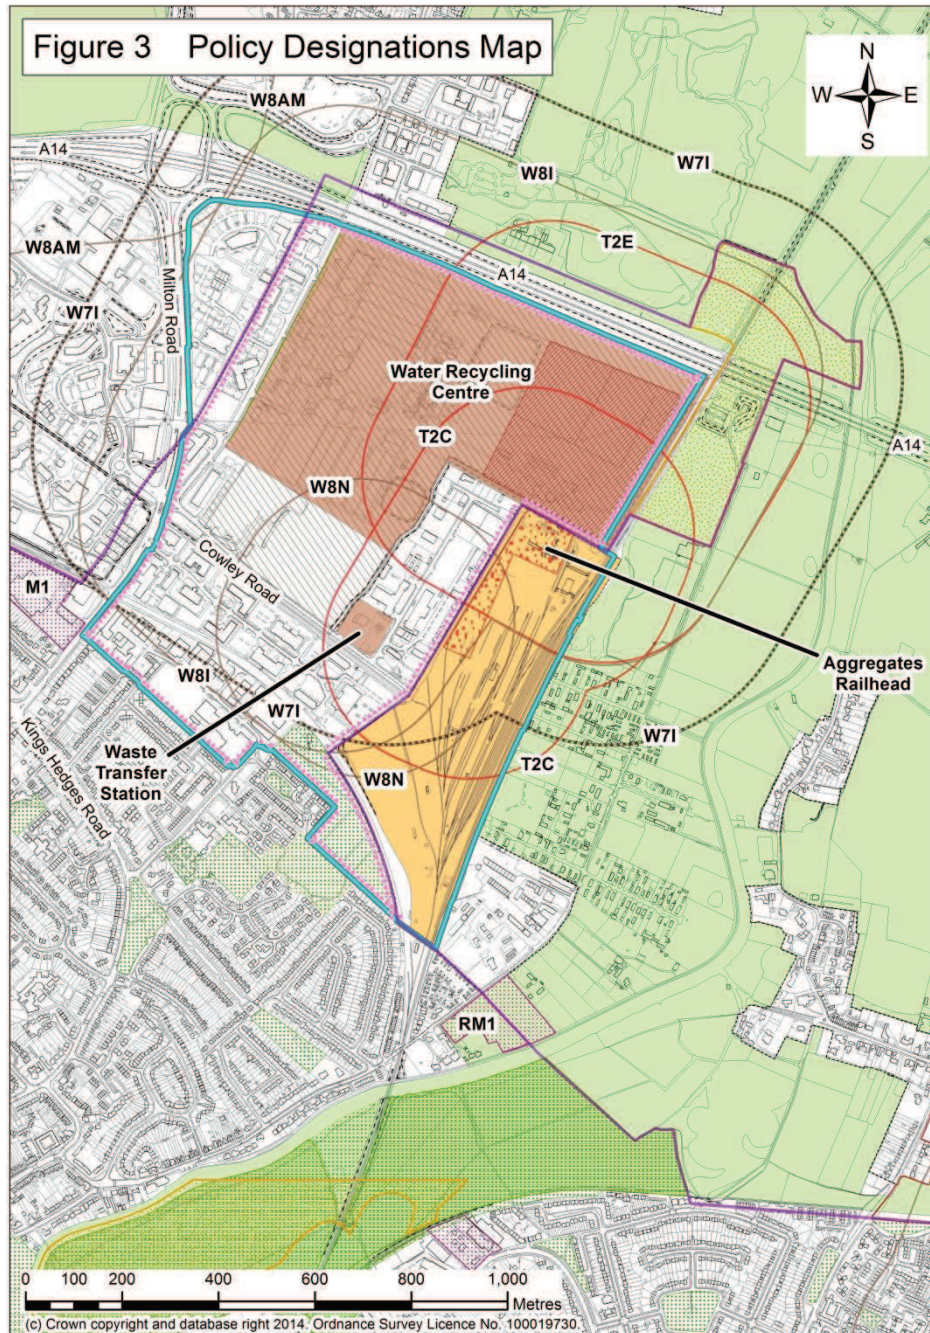 Figure 3 Policy Designations Map
N
W E
S
W8AM
A14
W7I
W8I
W8AM
T2E
A14
Milton Road
W7I
Water Recycling
Centre
T2C
A14
W8N
Cowley Road
M1
Aggregates
Railhead
W8I
W7I
W7I
Waste
Transfer
Station
Kings Hedges Road
W8N
T2C
RM1
0 100 200 400 600 800 1,000
Metres
(c) Crown copyright and database right 2014. Ordnance Survey Licence No. 100019730.